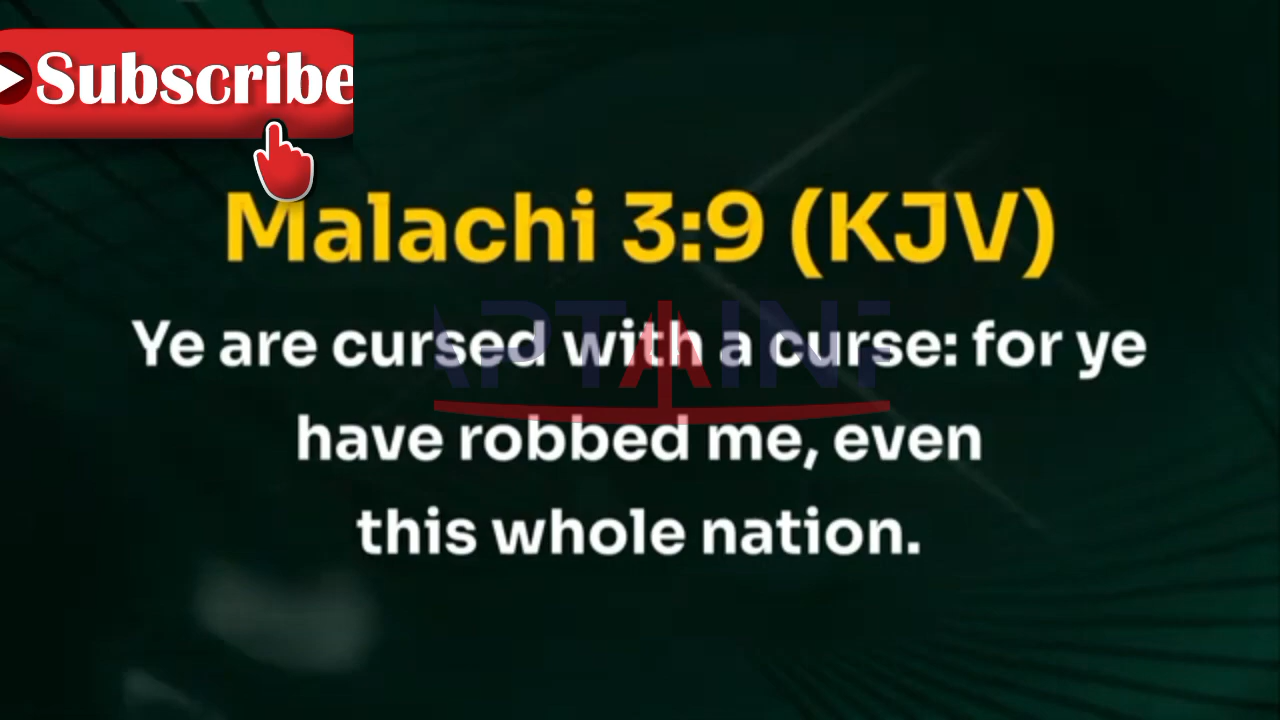 Subscribe
Malachi 3:9 (KJV)
Ye are cursed with a curse: for ye
have robbed me, even
this whole nation.